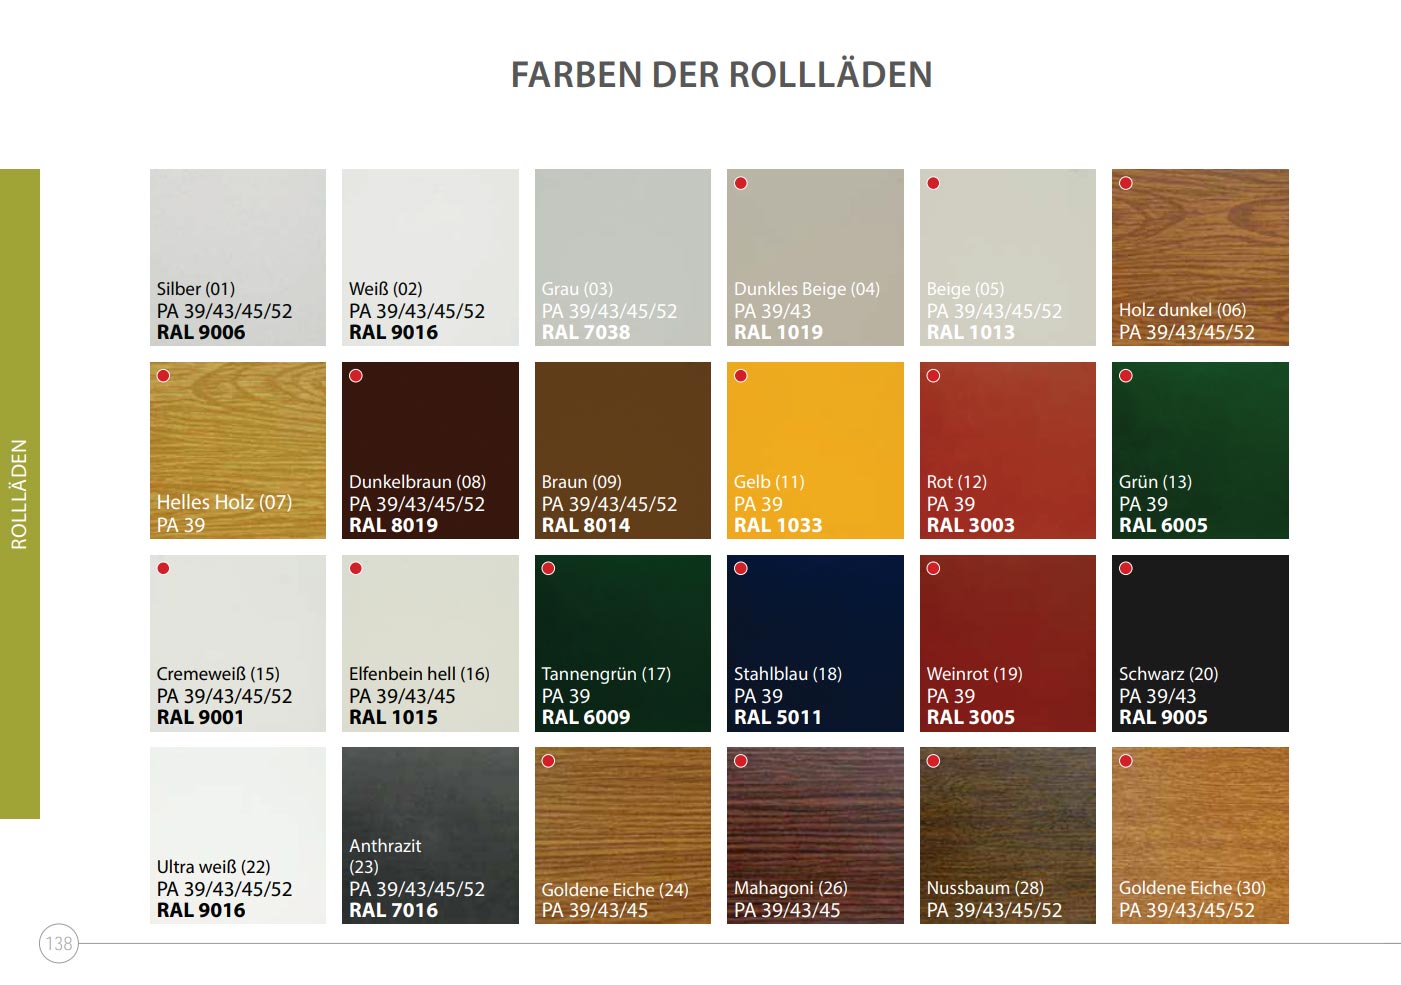 FARBEN DER ROLLLÄDEN
ROLLLÄDEN
Silber (01)
PA 39/43/45/52
RAL 9006
Weiß (02)
PA 39/43/45/52
RAL 9016
Grau (03)
PA 39/43/45/52
RAL 7038
Dunkles Beige (04)
PA 39/43
RAL 1019
Beige (05)
PA 39/43/45/52
RAL 1013
Holz dunkel (06)
PA 39/43/45/52
Helles Holz (07)
PA 39
Dunkelbraun (08)
PA 39/43/45/52
RAL 8019
Braun (09)
PA 39/43/45/52
RAL 8014
Gelb (11)
PA 39
RAL 1033
Rot (12)
PA 39
RAL 3003
Grün (13)
PA 39
RAL 6005
Cremeweiß (15)
PA 39/43/45/52
RAL 9001
Elfenbein hell (16)
PA 39/43/45
RAL 1015
Tannengrün (17)
PA 39
RAL 6009
Stahlblau (18)
PA 39
RAL 5011
Weinrot (19)
PA 39
RAL 3005
Schwarz (20)
PA 39/43
RAL 9005
Ultra weiß (22)
PA 39/43/45/52
RAL 9016
Anthrazit
(23)
PA 39/43/45/52
RAL 7016
Goldene Eiche (24)
PA 39/43/45
Mahagoni (26)
PA 39/43/45
Nussbaum (28)
PA 39/43/45/52
Goldene Eiche (30)
PA 39/43/45/52
138